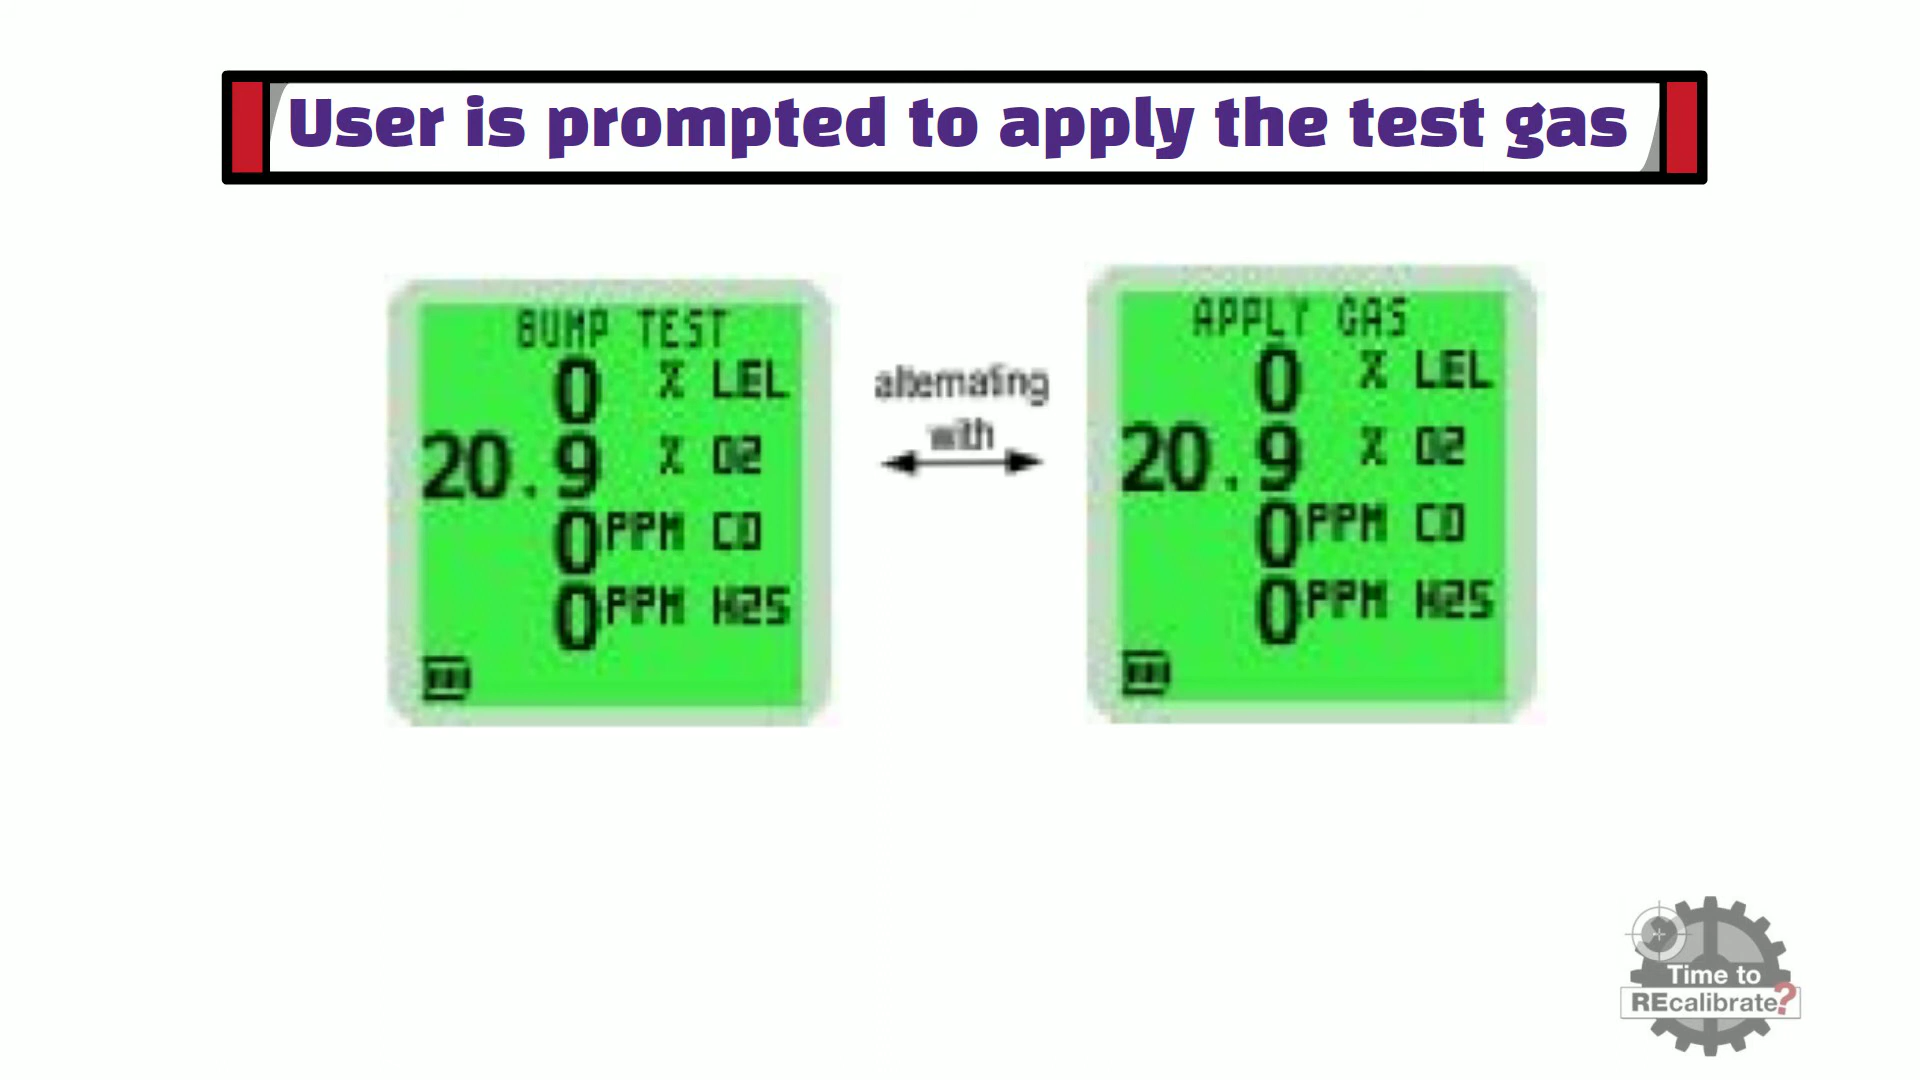 User is prompted to apply the test gas
BUMP TEST
0 % LEL
20.9 % O2
0 PPM CO
0 PPM H2S
alternating
with
APPLY GAS
0 % LEL
20.9 % O2
0 PPM CO
0 PPM H2S
Time to
REcalibrate?